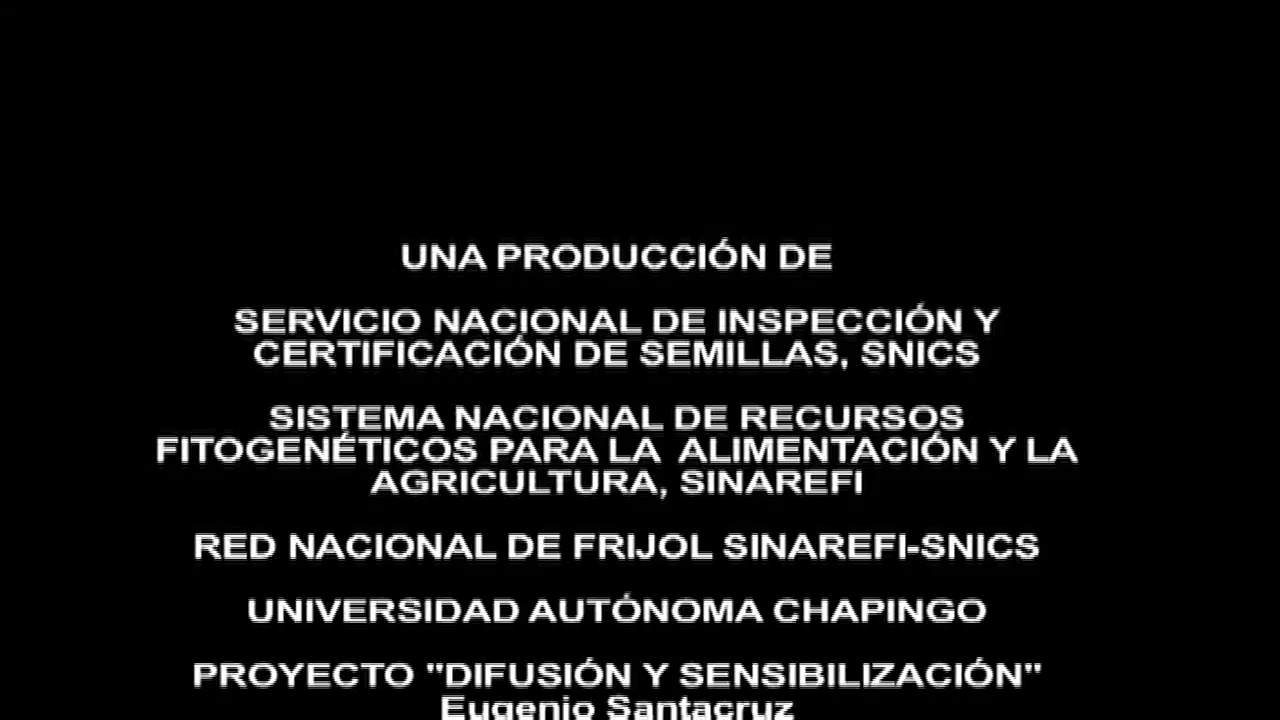 UNA PRODUCCIÓN DE
SERVICIO NACIONAL DE INSPECCIÓN Y
CERTIFICACIÓN DE SEMILLAS, SNICS
SISTEMA NACIONAL DE RECURSOS
FITOGENÉTICOS PARA LA ALIMENTACIÓN Y LA
AGRICULTURA, SINAREFI
RED NACIONAL DE FRIJOL SINAREFI-SNICS
UNIVERSIDAD AUTÓNOMA CHAPINGO
PROYECTO "DIFUSIÓN Y SENSIBILIZACIÓN"
Eugenio Santacruz